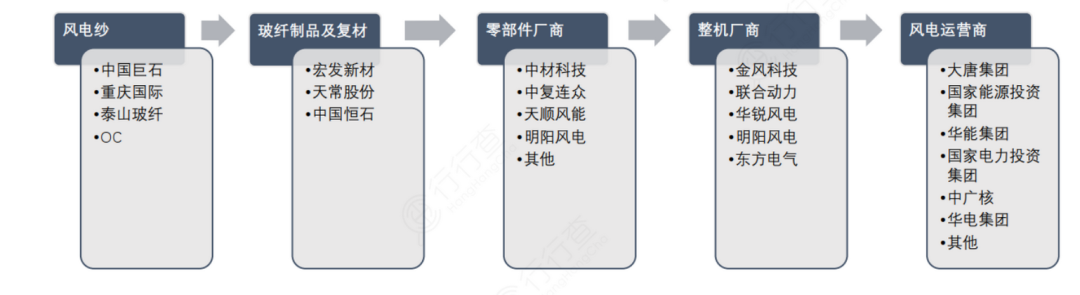 风电纱
•中国巨石
•重庆国际
•泰山玻纤
•OC
玻纤制品及复材
•宏发新材
•天常股份
•中国恒石
零部件厂商
•中材科技
•中复连众
•天顺风能
•明阳风电
•其他
整机厂商
•金风科技
•联合动力
•华锐风电
•明阳风电
•东方电气
风电运营商
•大唐集团
•国家能源投资
集团
•华能集团
•国家电力投资
集团
•中广核
•华电集团
•其他
行行查
行行查